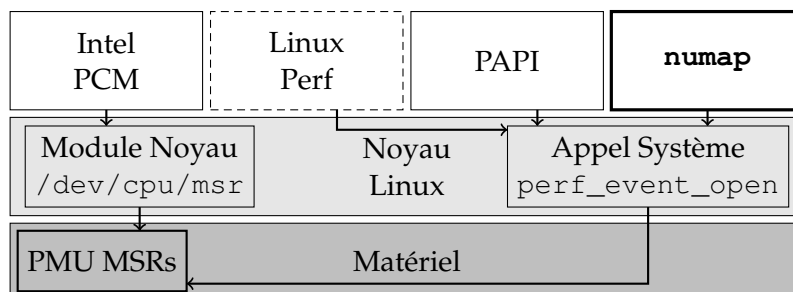 Intel
PCM
Linux
Perf
PAPI
numap
Module Noyau
/dev/cpu/msr
Noyau
Linux
Appel Système
perf_event_open
PMU MSRs
Matériel